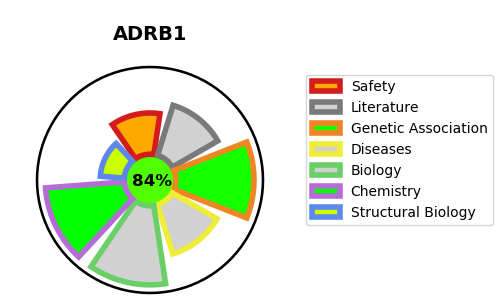 ADRB1
84%
Safety
Literature
Genetic Association
Diseases
Biology
Chemistry
Structural Biology